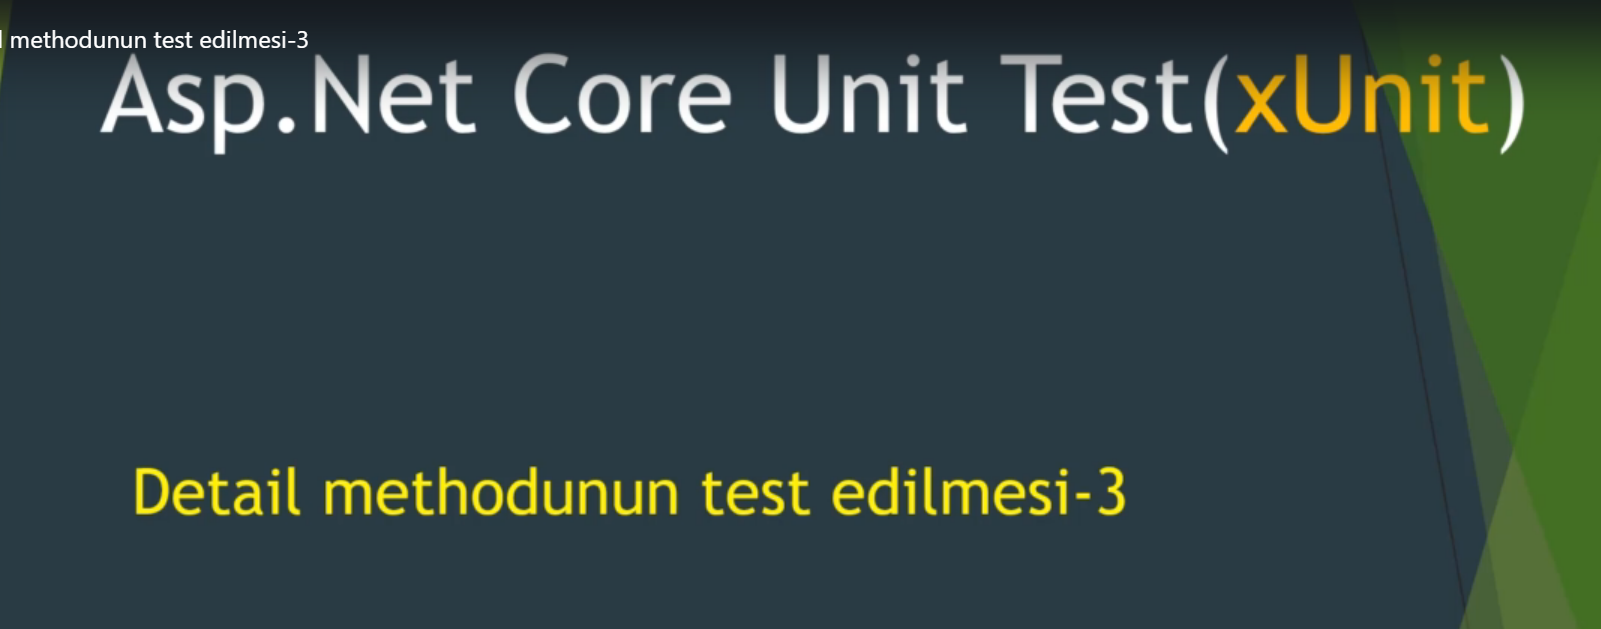 methodunun test edilmesi-3
Asp.Net Core Unit Test(xUnit)
Detail methodunun test edilmesi-3